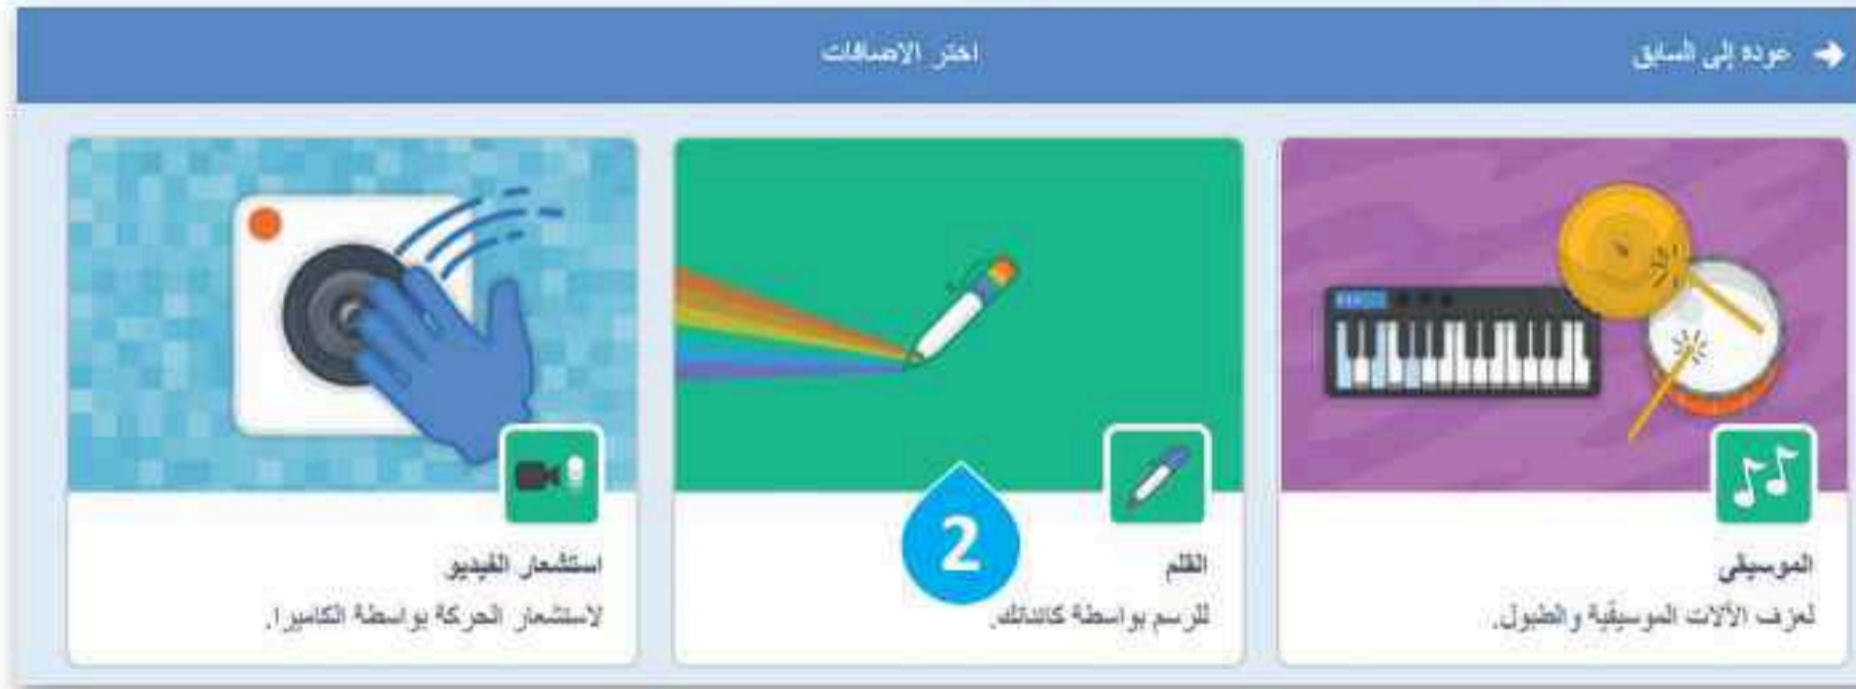 عودة إلى السابق
اختر الإضافات
الموسيقى
لعزف الآلات الموسيقية والطبول.
القلم
للرسم بواسطة كائناتك.
2
استشعار الفيديو
لاستشعار الحركة بواسطة الكاميرا.